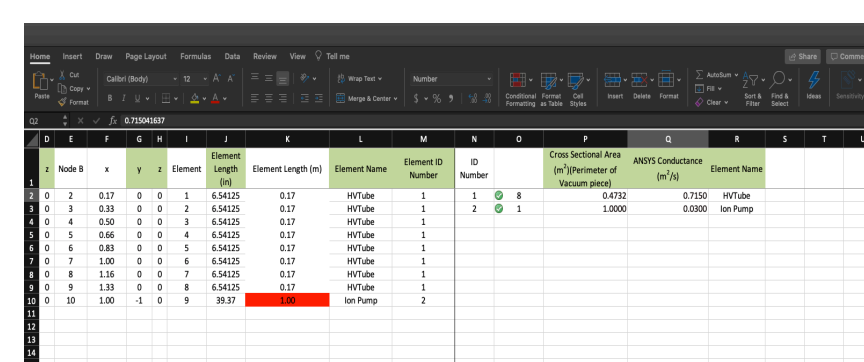 Home Insert Draw Page Layout Formulas Data Review View Tell me Share Comme
Cut
Copy
Format
Paste
Calibri (Body) 12 A A
B I U A
Wrap Text
Merge & Center
Number
$ % 9
Conditional Formatting
Format as Table
Cell Styles
Insert Delete Format
AutoSum
Fill
Clear
Sort & Filter
Find & Select
Ideas
Sensitivity
Q2 fx 0.715041637
D E F G H I J K L M N O P Q R S T
1 z Node B x y z Element Element Length (in) Element Length (m) Element Name Element ID Number ID Number Cross Sectional Area (m²)(Perimeter of Vacuum piece) ANSYS Conductance (m²/s) Element Name
2 0 2 0.17 0 0 1 6.54125 0.17 HVTube 1 1 8 0.4732 0.7150 HVTube
3 0 3 0.33 0 0 2 6.54125 0.17 HVTube 1 2 1 1.0000 0.0300 Ion Pump
4 0 4 0.50 0 0 3 6.54125 0.17 HVTube 1
5 0 5 0.66 0 0 4 6.54125 0.17 HVTube 1
6 0 6 0.83 0 0 5 6.54125 0.17 HVTube 1
7 0 7 1.00 0 0 6 6.54125 0.17 HVTube 1
8 0 8 1.16 0 0 7 6.54125 0.17 HVTube 1
9 0 9 1.33 0 0 8 6.54125 0.17 HVTube 1
10 0 10 1.00 -1 0 9 39.37 1.00 Ion Pump 2
11
12
13
14